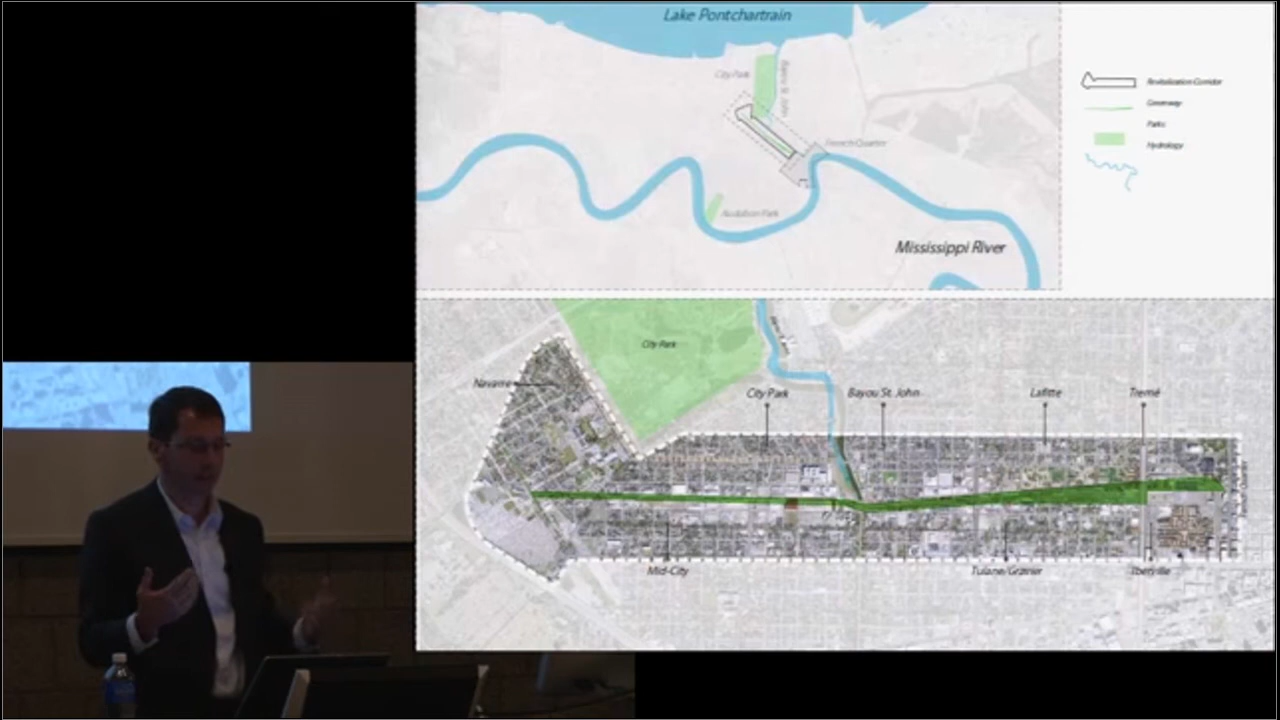 Lake Pontchartrain
City Park
French Quarter
Audubon Park
Mississippi River
Revitalization Corridor
Greenway
Parks
Hydrology
City Park
Navarre
City Park
Bayou St. John
Lafitte
Tremé
Mid-City
Tulane/Gravier
Iberville